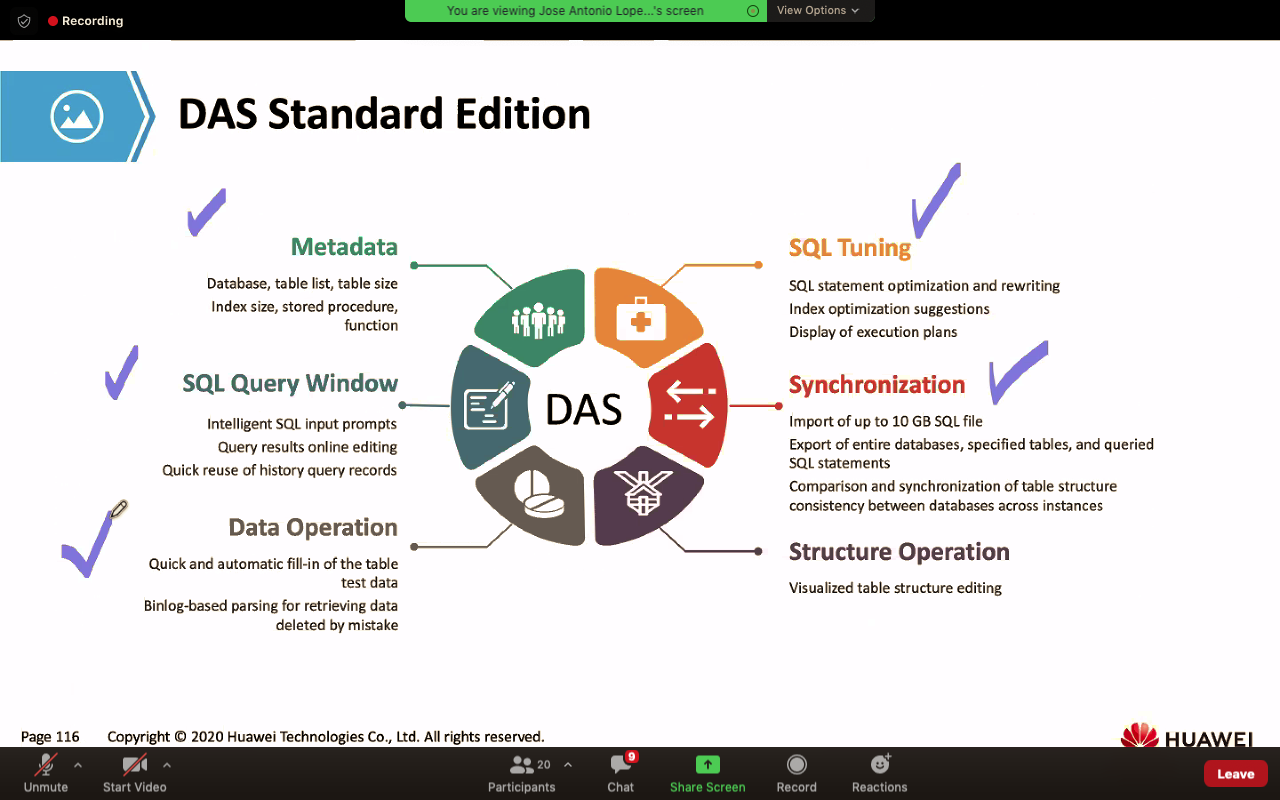 Recording
You are viewing Jose Antonio Lope...'s screen
View Options
DAS Standard Edition
Metadata
Database, table list, table size
Index size, stored procedure,
function
SQL Query Window
Intelligent SQL input prompts
Query results online editing
Quick reuse of history query records
Data Operation
Quick and automatic fill-in of the table
test data
Binlog-based parsing for retrieving data
deleted by mistake
DAS
SQL Tuning
SQL statement optimization and rewriting
Index optimization suggestions
Display of execution plans
Synchronization
Import of up to 10 GB SQL file
Export of entire databases, specified tables, and queried
SQL statements
Comparison and synchronization of table structure
consistency between databases across instances
Structure Operation
Visualized table structure editing
Page 116
Copyright © 2020 Huawei Technologies Co., Ltd. All rights reserved.
HUAWEI
Unmute
Start Video
20
Participants
9
Chat
Share Screen
Record
Reactions
Leave